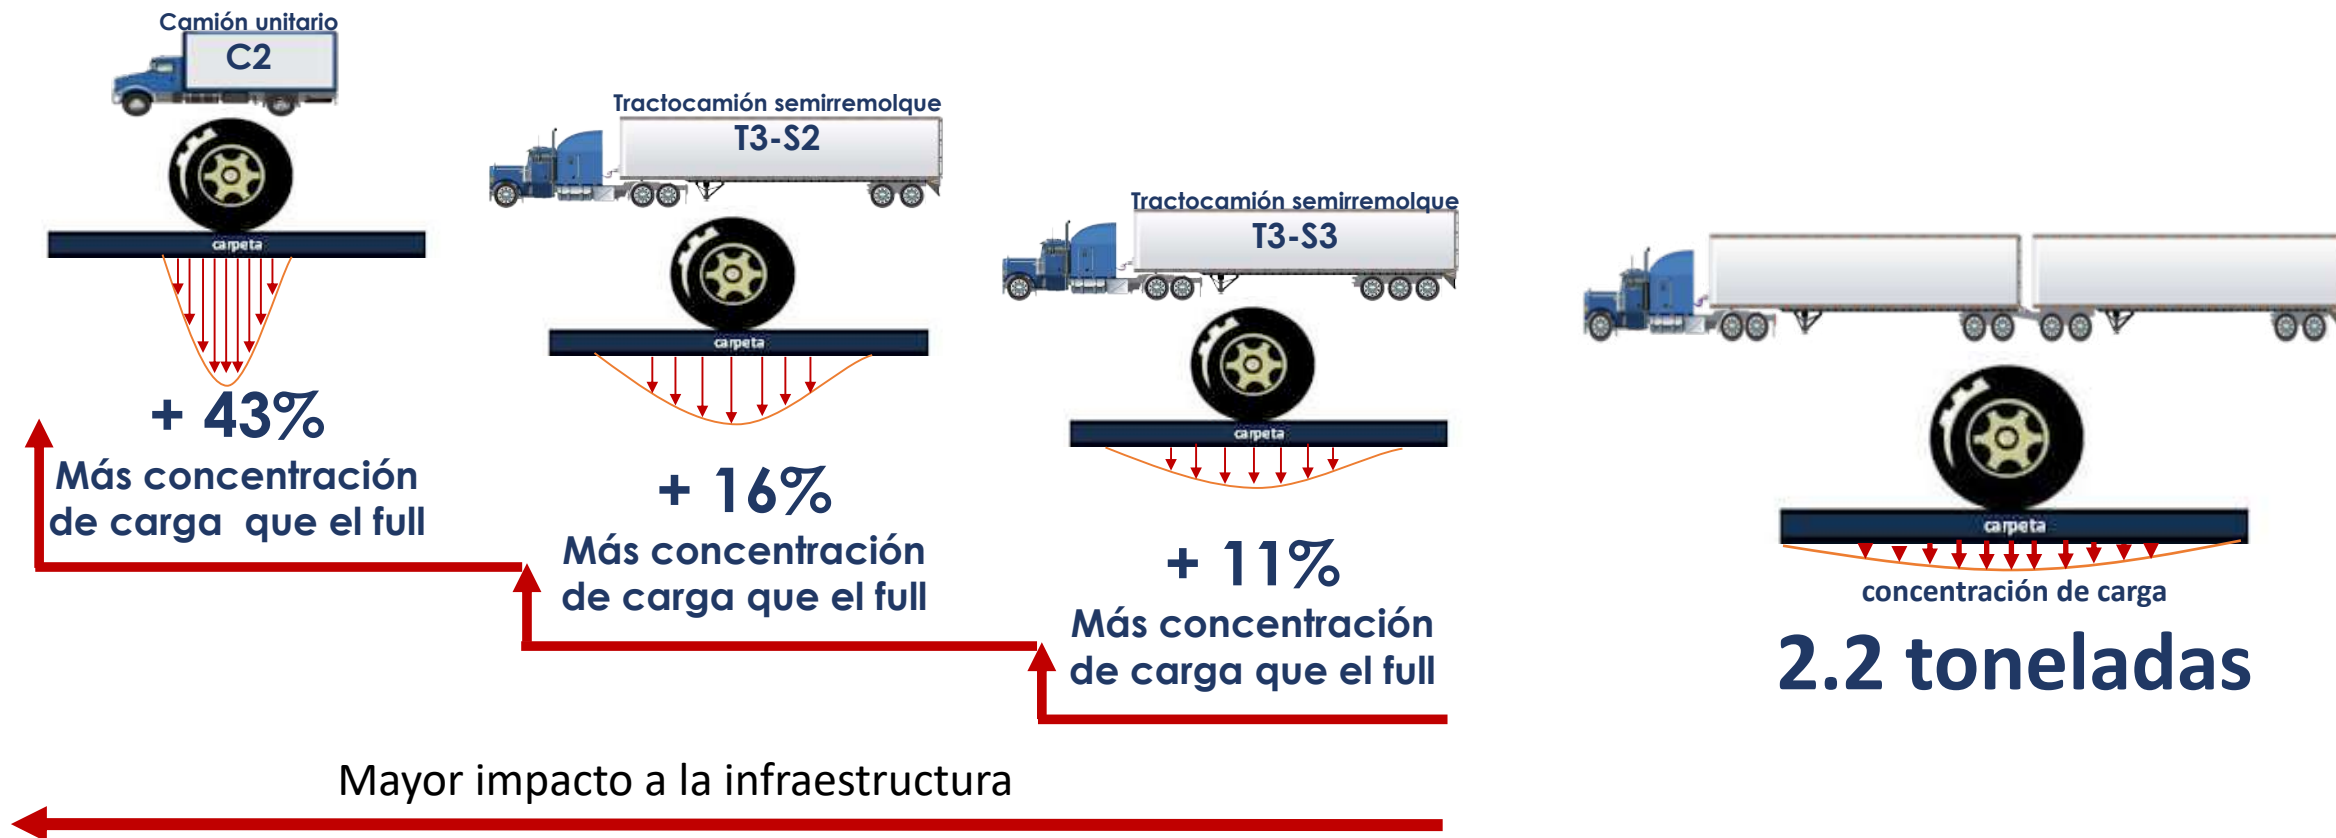 Camión unitario
C2
carpeta
+ 43%
Más concentración
de carga que el full
Tractocamión semirremolque
T3-S2
carpeta
+ 16%
Más concentración
de carga que el full
Tractocamión semirremolque
T3-S3
carpeta
+ 11%
Más concentración
de carga que el full
carpeta
concentración de carga
2.2 toneladas
Mayor impacto a la infraestructura